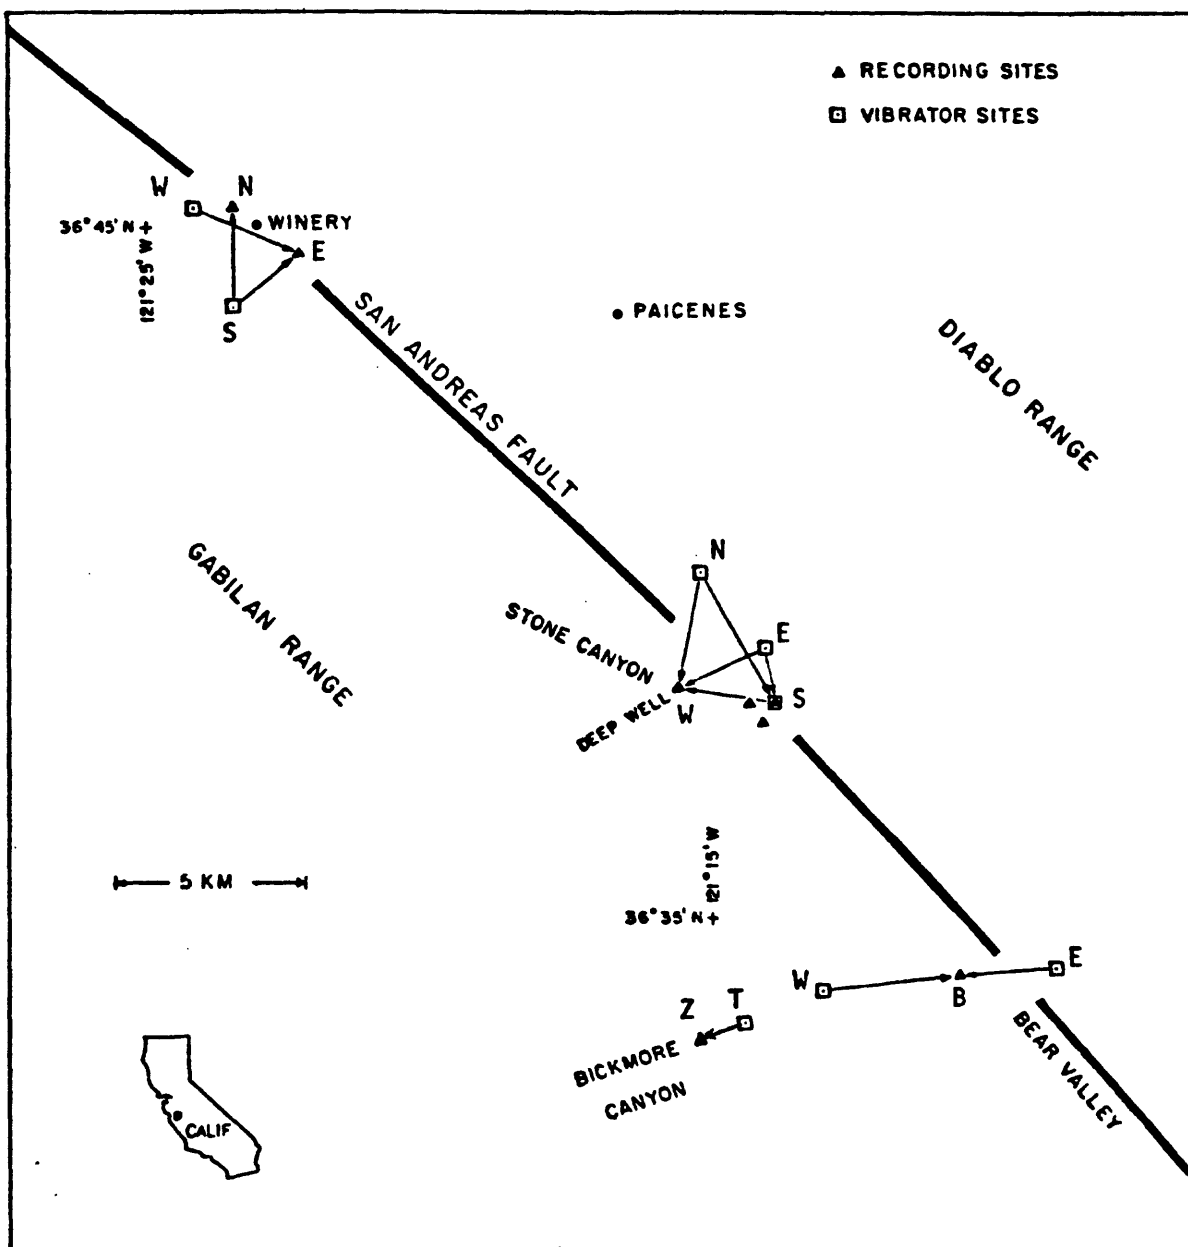 ▲ RECORDING SITES
⊡ VIBRATOR SITES
W
N
36° 45' N +
121° 25' W
WINERY
E
S
SAN ANDREAS FAULT
PAICENES
DIABLO RANGE
GABILAN RANGE
N
STONE CANYON
E
DEEP WELL
W
S
5 KM
121° 15' W
36° 35' N +
W
B
E
Z
T
BICKMORE
CANYON
BEAR VALLEY
CALIF